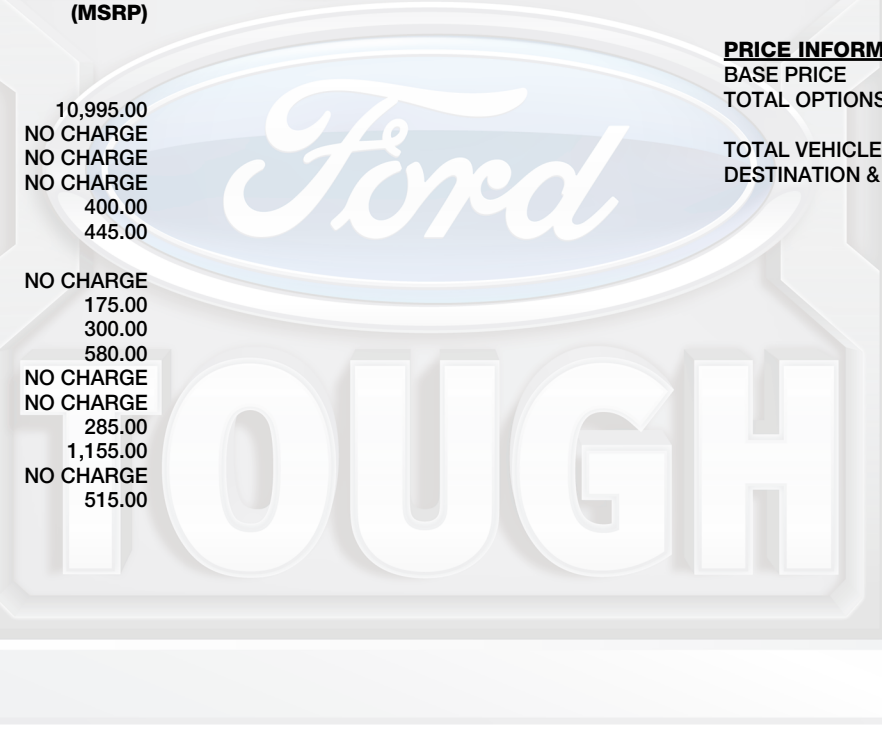 (MSRP)
10,995.00
NO CHARGE
NO CHARGE
NO CHARGE
400.00
445.00
NO CHARGE
175.00
300.00
580.00
NO CHARGE
NO CHARGE
285.00
1,155.00
NO CHARGE
515.00
PRICE INFORM
BASE PRICE
TOTAL OPTIONS
TOTAL VEHICLE
DESTINATION &
Ford
TOUGH